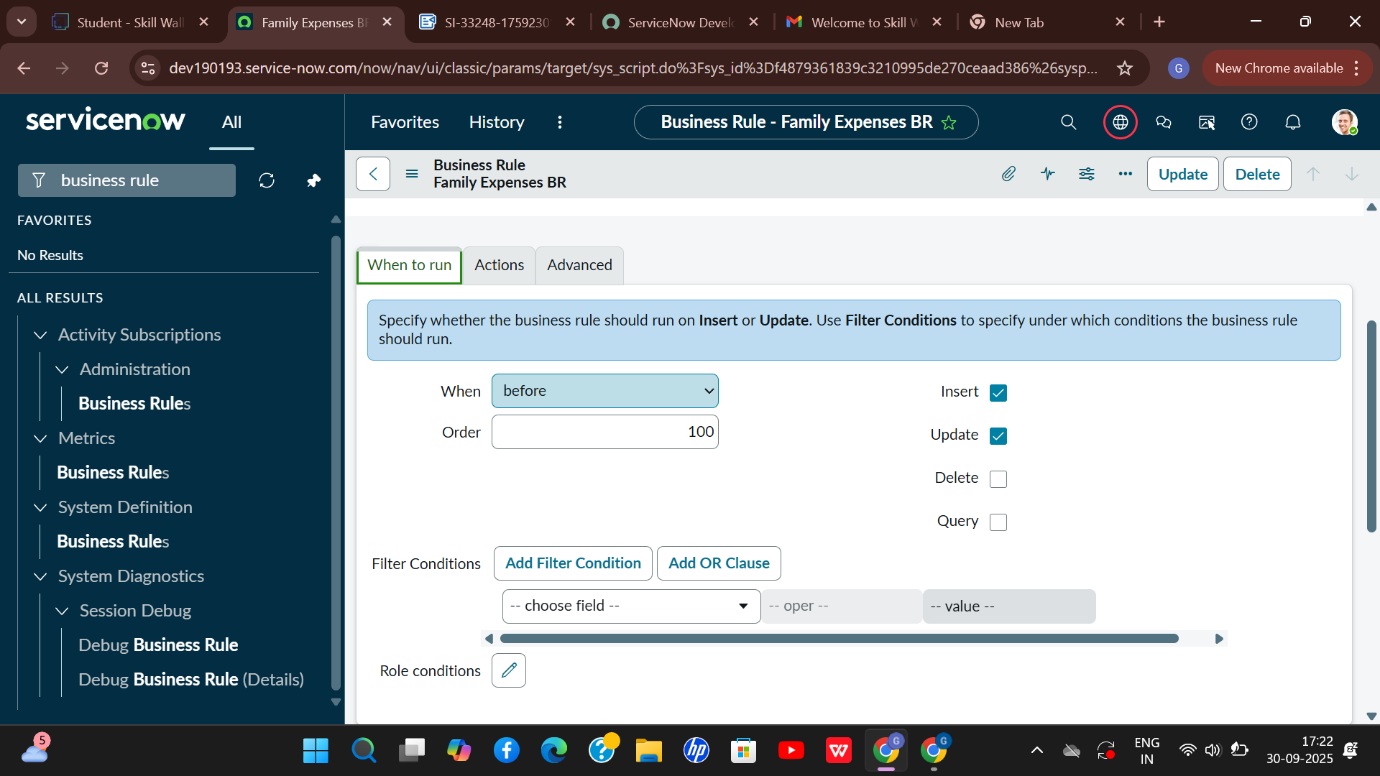 Student - Skill Wall
Family Expenses BR
SI-33248-1759230
ServiceNow Devel
Welcome to Skill W
New Tab
dev190193.service-now.com/now/nav/ui/classic/params/target/sys_script.do%3Fsys_id%3Df4879361839c3210995de270ceaad386%26sysp...
G
New Chrome available
servicenow
All
Favorites
History
Business Rule - Family Expenses BR
business rule
FAVORITES
No Results
ALL RESULTS
Activity Subscriptions
Administration
Business Rules
Metrics
Business Rules
System Definition
Business Rules
System Diagnostics
Session Debug
Debug Business Rule
Debug Business Rule (Details)
Business Rule
Family Expenses BR
Update
Delete
When to run
Actions
Advanced
Specify whether the business rule should run on Insert or Update. Use Filter Conditions to specify under which conditions the business rule
should run.
When
before
Insert
Order
100
Update
Delete
Query
Filter Conditions
Add Filter Condition
Add OR Clause
-- choose field --
-- oper --
-- value --
Role conditions
5
hp
W
G
G
ENG
IN
17:22
30-09-2025